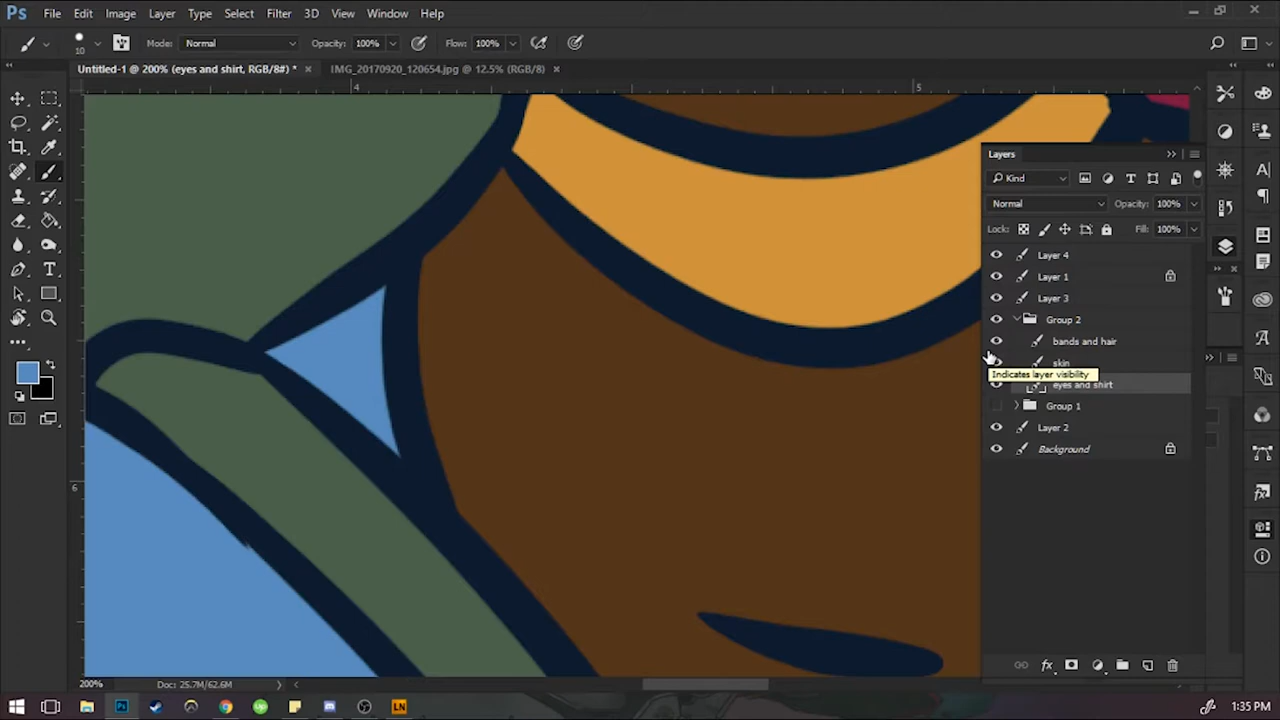 Ps File Edit Image Layer Type Select Filter 3D View Window Help
10 Mode: Normal Opacity: 100% Flow: 100%
Untitled-1 @ 200% (eyes and shirt, RGB/8#) * × IMG_20170920_120654.jpg @ 12.5% (RGB/8) ×
4 5
Layers
Kind
Normal Opacity: 100%
Lock: Fill: 100%
Layer 4
Layer 1
Layer 3
Group 2
bands and hair
skin
Indicates layer visibility
eyes and shirt
Group 1
Layer 2
Background
6
200% Doc: 25.7M/62.6M
1:35 PM